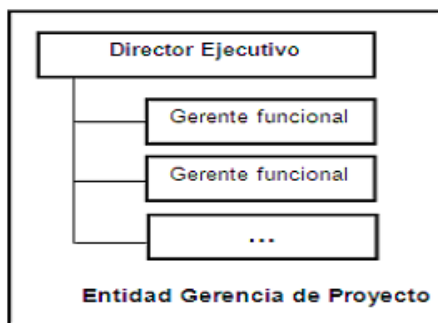 Director Ejecutivo
Gerente funcional
Gerente funcional
...
Entidad Gerencia de Proyecto